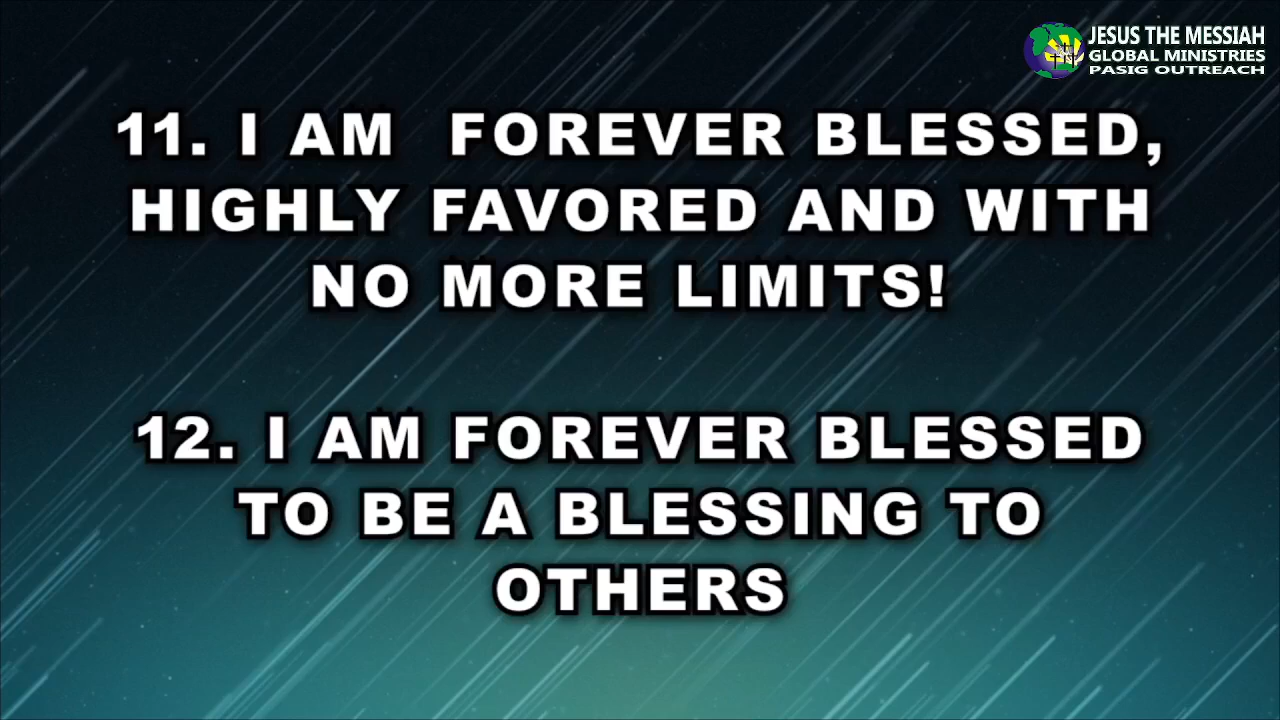 JESUS THE MESSIAH
GLOBAL MINISTRIES
PASIG OUTREACH
11. I AM  FOREVER BLESSED,
HIGHLY FAVORED AND WITH
NO MORE LIMITS!
12. I AM FOREVER BLESSED
TO BE A BLESSING TO
OTHERS